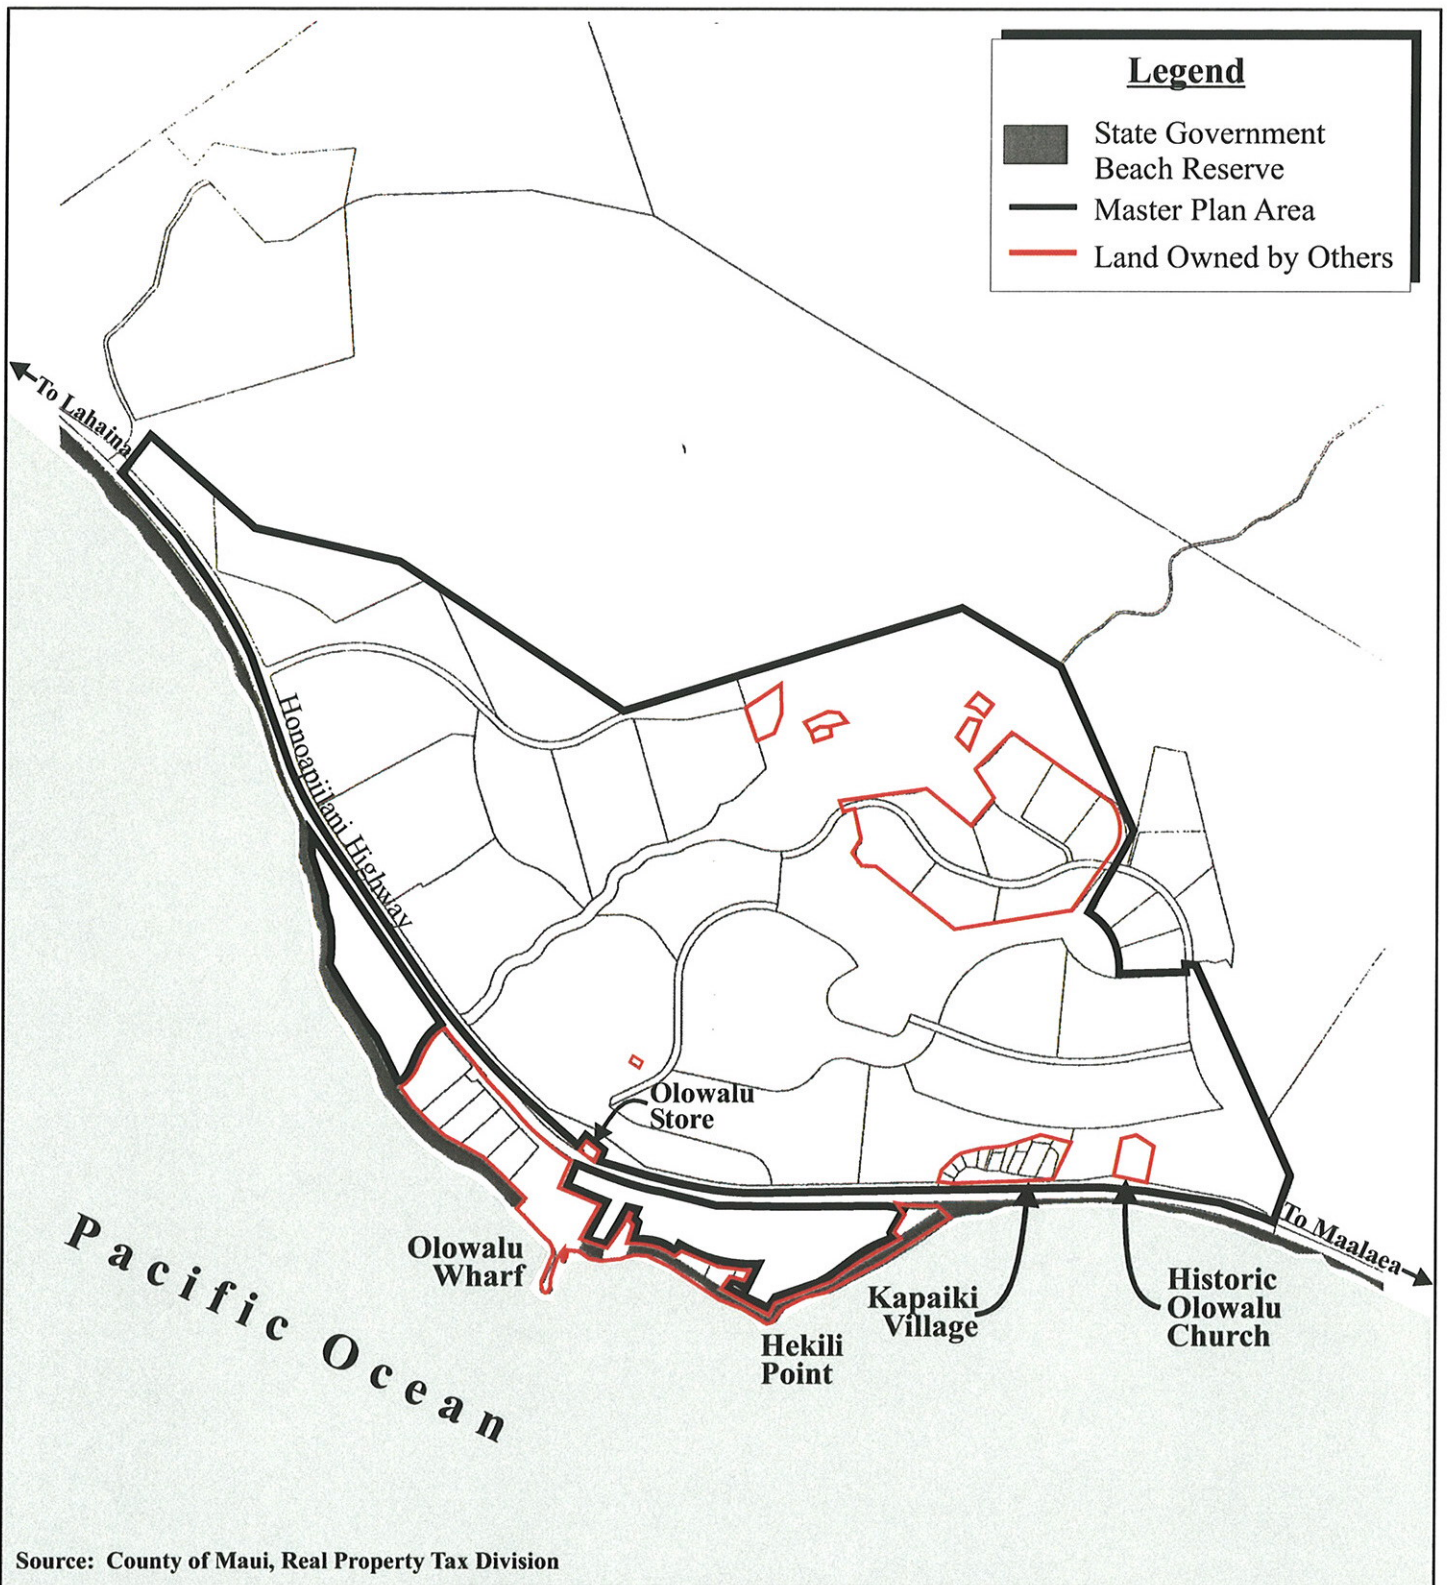 Legend
State Government
Beach Reserve
Master Plan Area
Land Owned by Others
To Lahaina
Honoapiilani Highway
Olowalu
Store
Olowalu
Wharf
Hekili
Point
Kapaiki
Village
Historic
Olowalu
Church
To Maalaea
Pacific Ocean
Source: County of Maui, Real Property Tax Division